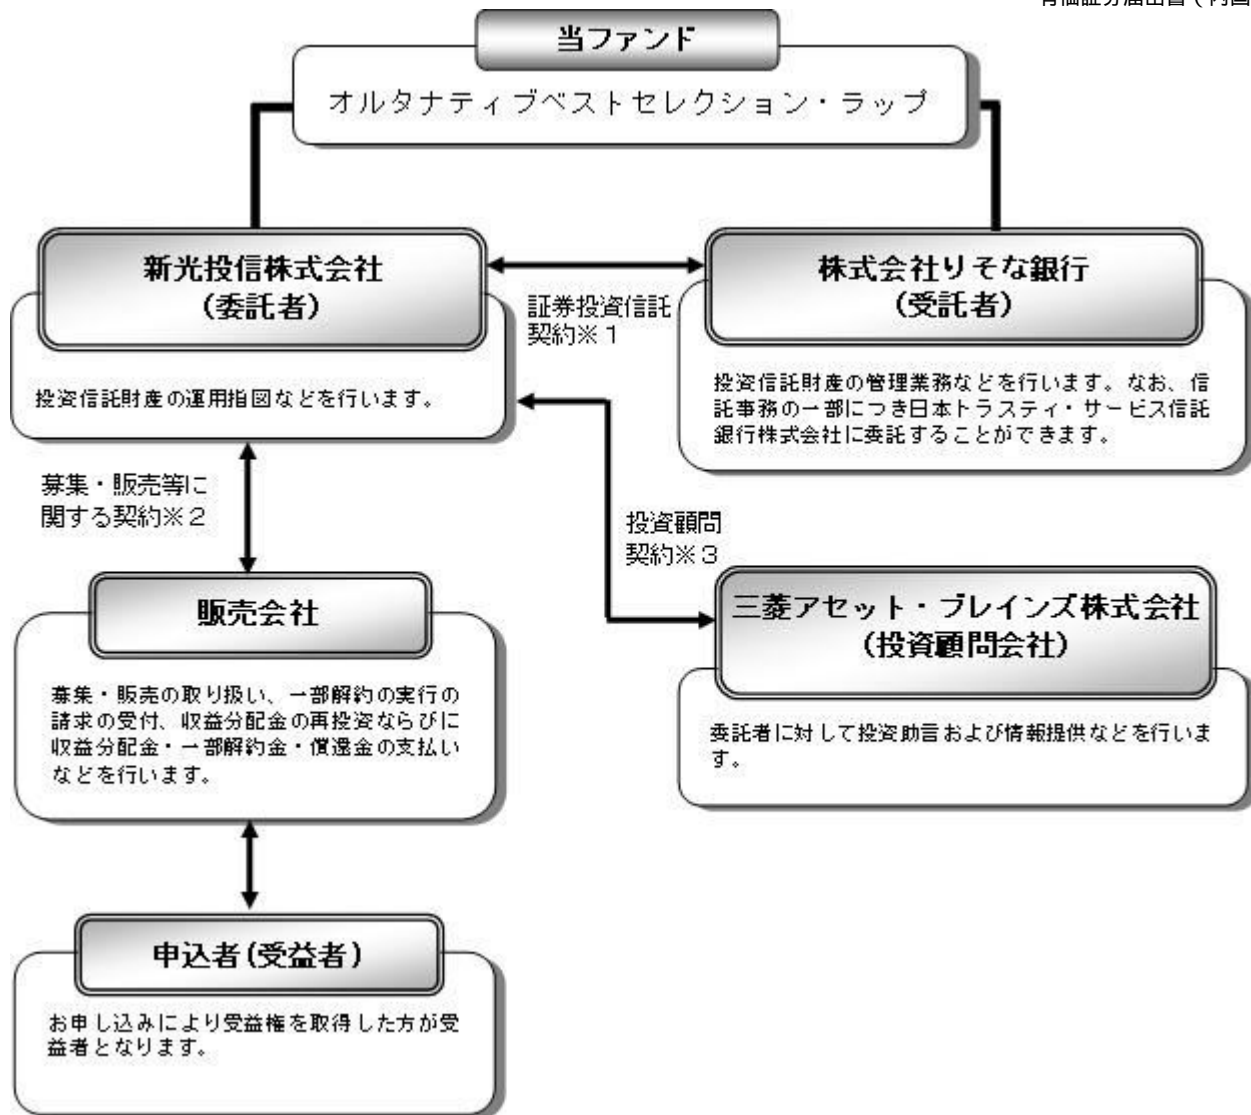 当ファンド
オルタナティブベストセレクション・ラップ
新光投信株式会社
(委託者)
証券投資信託
契約※1
株式会社りそな銀行
(受託者)
投資信託財産の運用指図などを行います。
投資信託財産の管理業務などを行います。なお、信
託事務の一部につき日本トラスティ・サービス信託
銀行株式会社に委託することができます。
募集・販売等に
関する契約※2
投資顧問
契約※3
販売会社
募集・販売の取り扱い、一部解約の実行の
請求の受付、収益分配金の再投資ならびに
収益分配金・一部解約金・償還金の支払い
などを行います。
三菱アセット・ブレインズ株式会社
(投資顧問会社)
委託者に対して投資助言および情報提供などを行いま
す。
申込者(受益者)
お申し込みにより受益権を取得した方が受
益者となります。